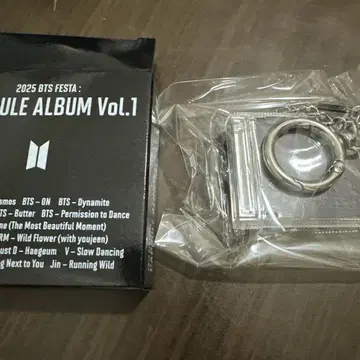 2025 BTS FESTA :
ULE ALBUM Vol.1
smos BTS – ON BTS – Dynamite
TS – Butter BTS – Permission to Dance
me (The Most Beautiful Moment)
RM – Wild Flower (with youjeen)
ust D – Haegeum V – Slow Dancing
g Next to You Jin – Running Wild